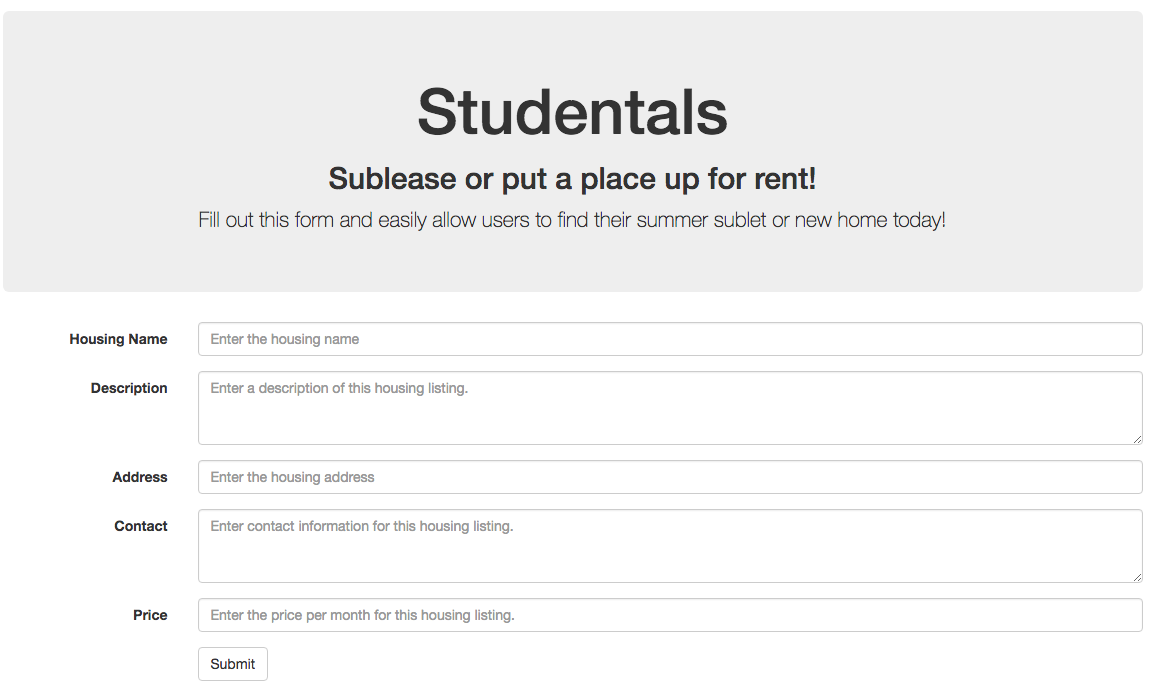 Studentals
Sublease or put a place up for rent!
Fill out this form and easily allow users to find their summer sublet or new home today!
Housing Name
Enter the housing name
Description
Enter a description of this housing listing.
Address
Enter the housing address
Contact
Enter contact information for this housing listing.
Price
Enter the price per month for this housing listing.
Submit